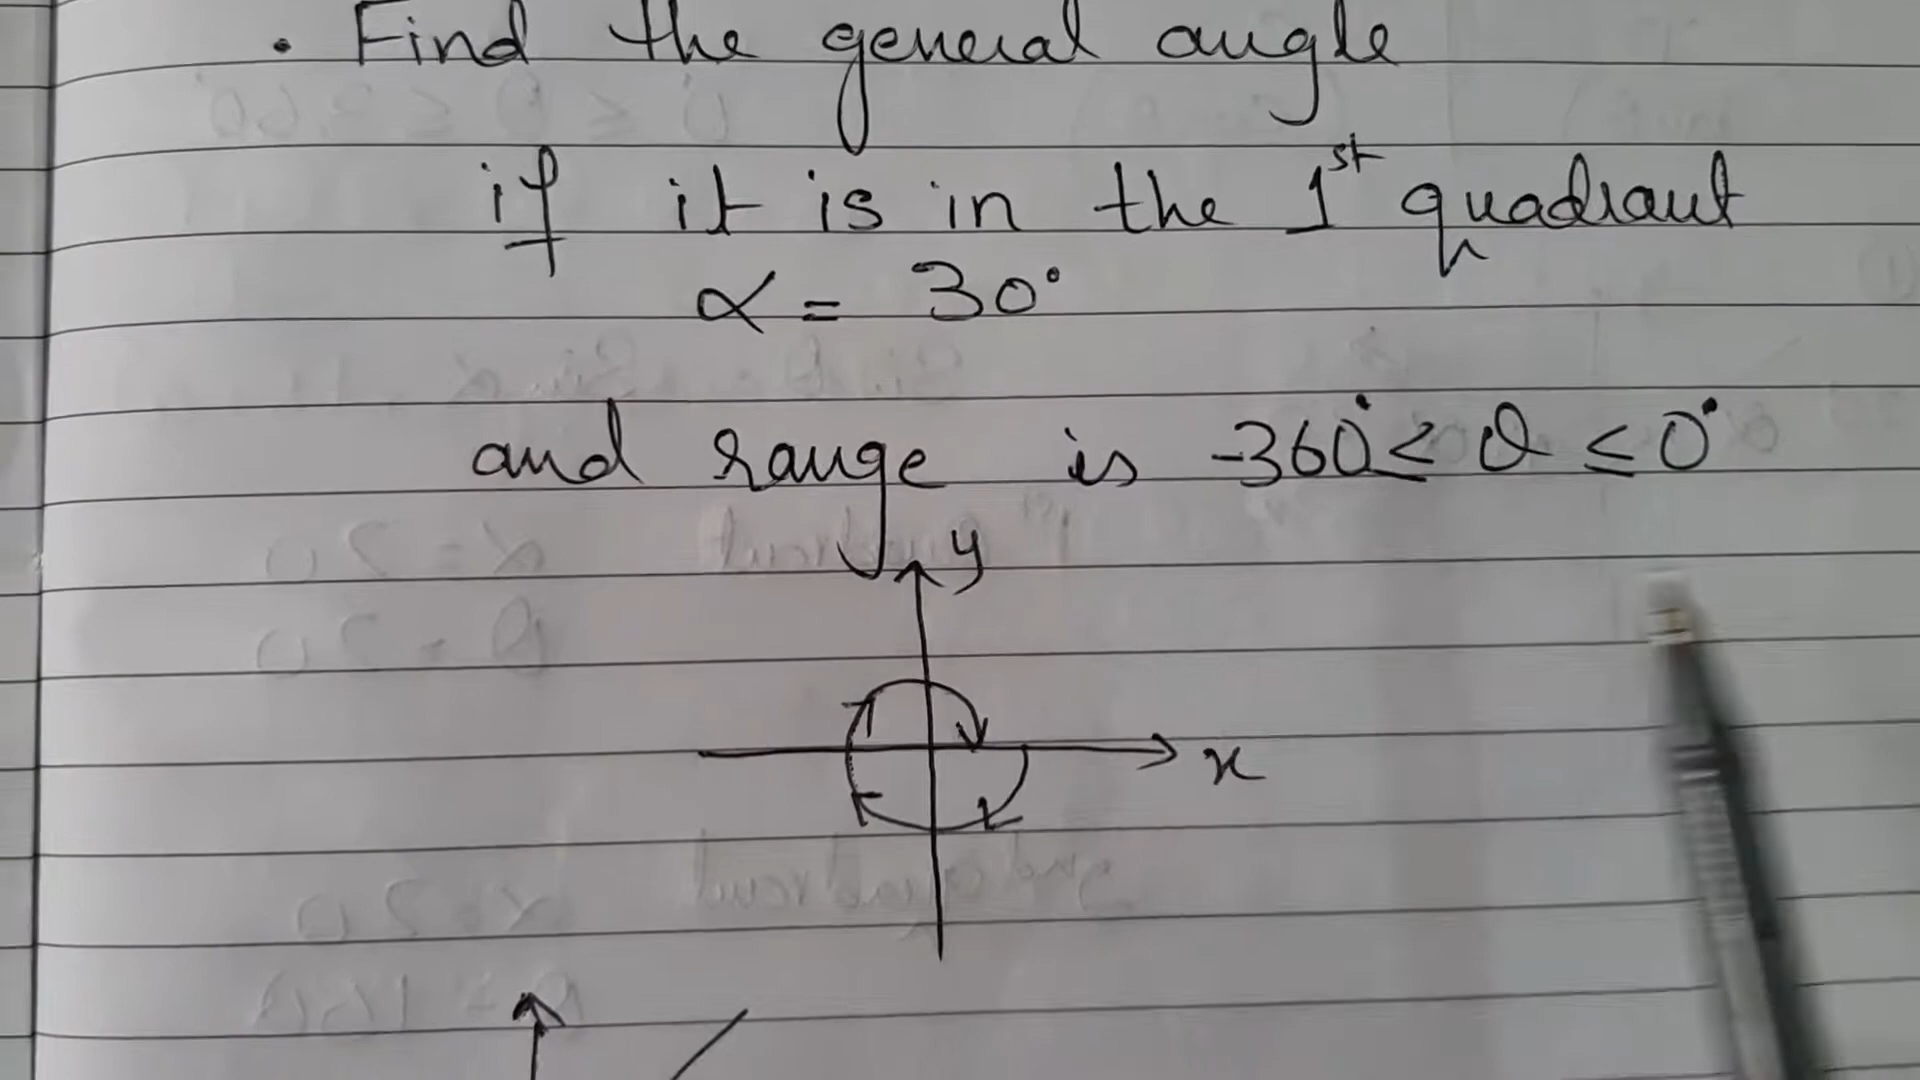 • Find the general angle
if it is in the 1st quadrant
α = 30°
and range is -360° ≤ θ ≤ 0°
y
x